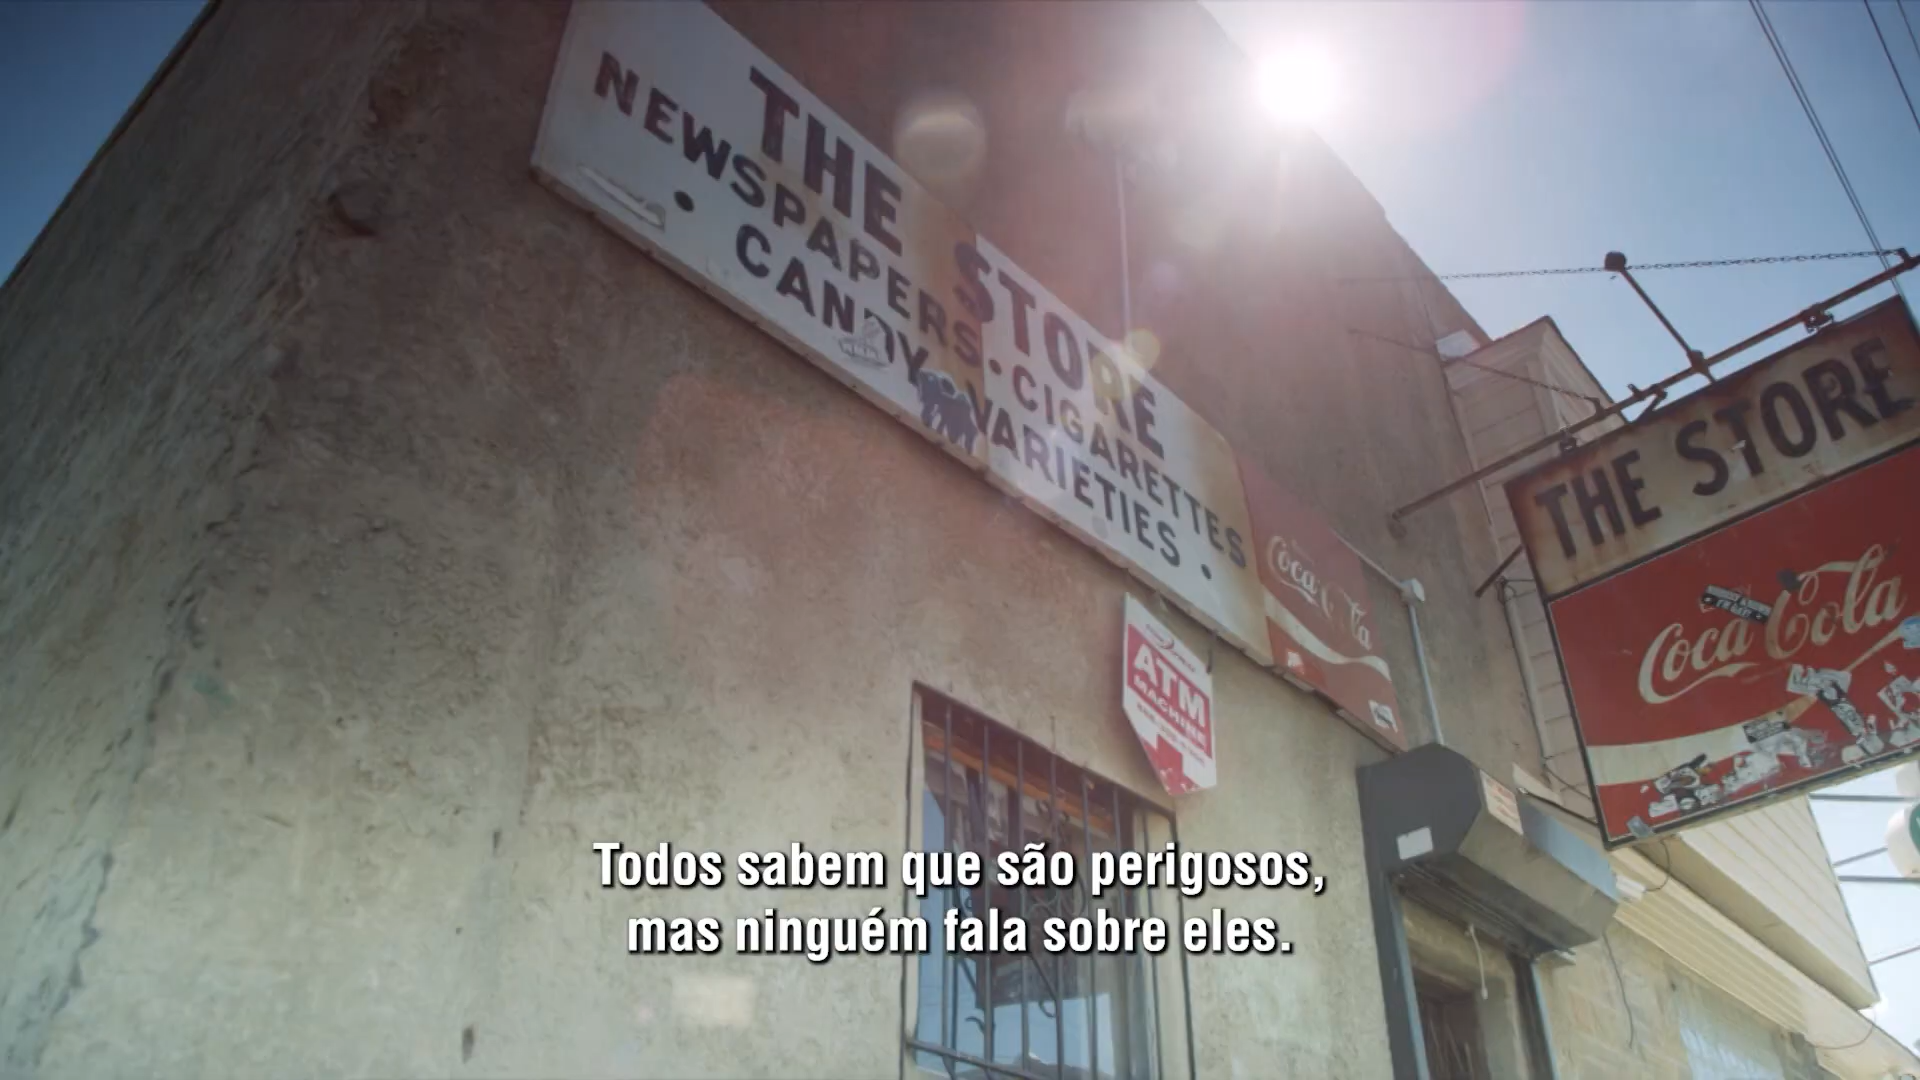 THE STORE
NEWSPAPERS • CIGARETTES
• CANDY • VARIETIES •
Coca-Cola
THE STORE
Coca-Cola
ATM
MACHINE
Todos sabem que são perigosos,
mas ninguém fala sobre eles.